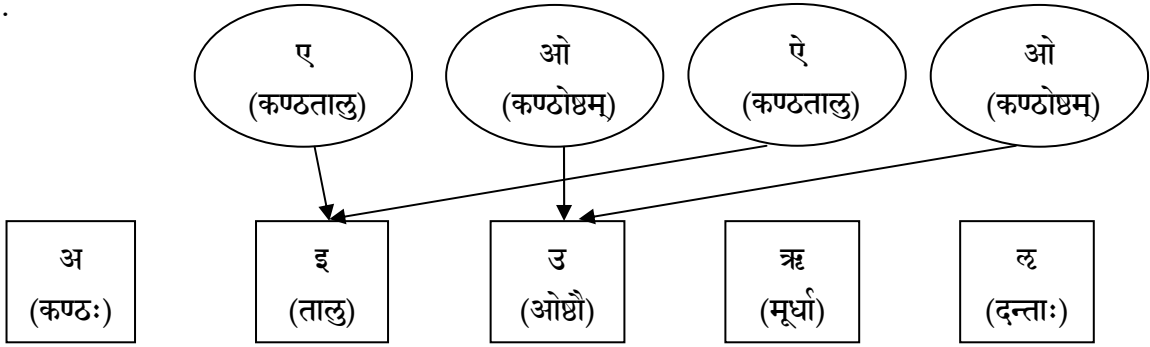 .
ए ओ ऐ ओ
(कण्ठतालु) (कण्ठोष्ठम्) (कण्ठतालु) (कण्ठोष्ठम्)
अ इ उ ऋ ऌ
(कण्ठः) (तालु) (ओष्ठौ) (मूर्धा) (दन्ताः)